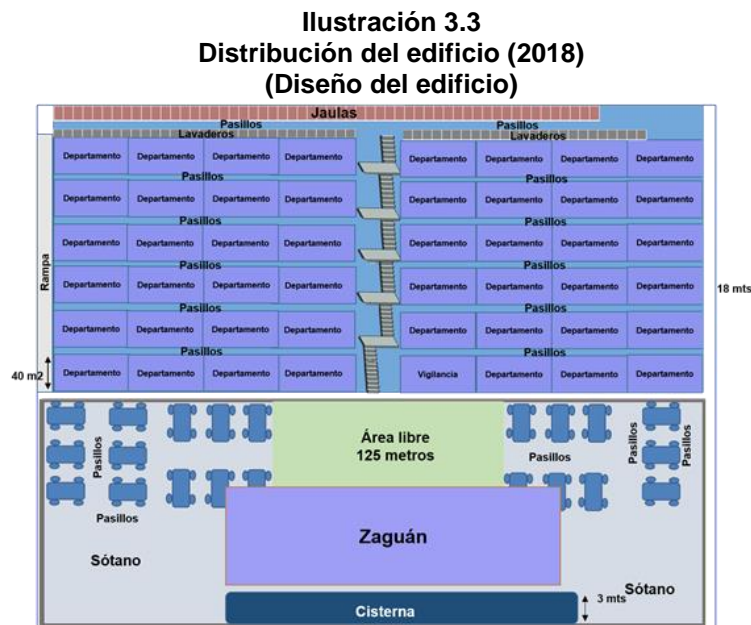 Ilustración 3.3
Distribución del edificio (2018)
(Diseño del edificio)
Jaulas
Pasillos Pasillos
Lavaderos Lavaderos
Departamento Departamento Departamento Departamento Departamento Departamento Departamento Departamento
Pasillos Pasillos
Departamento Departamento Departamento Departamento Departamento Departamento Departamento Departamento
Pasillos Pasillos
Departamento Departamento Departamento Departamento Departamento Departamento Departamento Departamento
Pasillos Pasillos
Rampa
18 mts
Departamento Departamento Departamento Departamento Departamento Departamento Departamento Departamento
Pasillos Pasillos
Departamento Departamento Departamento Departamento Departamento Departamento Departamento Departamento
Pasillos Pasillos
40 m2
Departamento Departamento Departamento Departamento Vigilancia Departamento Departamento Departamento
Área libre
125 metros
Pasillos Pasillos Pasillos Pasillos
Pasillos
Zaguán
Sótano
Sótano
3 mts
Cisterna